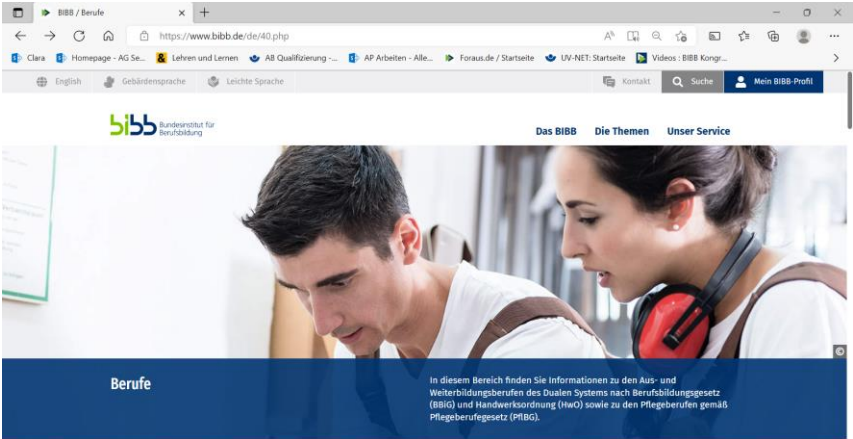 BIBB / Berufe
https://www.bibb.de/de/40.php
Clara Homepage - AG Se... Lehren und Lernen AB Qualifizierung -... AP Arbeiten - Alle... Foraus.de / Startseite UV-NET: Startseite Videos : BIBB Kongr...
English Gebärdensprache Leichte Sprache Kontakt Suche Mein BIBB-Profil
bibb Bundesinstitut für
Berufsbildung
Das BIBB Die Themen Unser Service
Berufe
In diesem Bereich finden Sie Informationen zu den Aus- und
Weiterbildungsberufen des Dualen Systems nach Berufsbildungsgesetz
(BBiG) und Handwerksordnung (HwO) sowie zu den Pflegeberufen gemäß
Pflegeberufegesetz (PflBG).